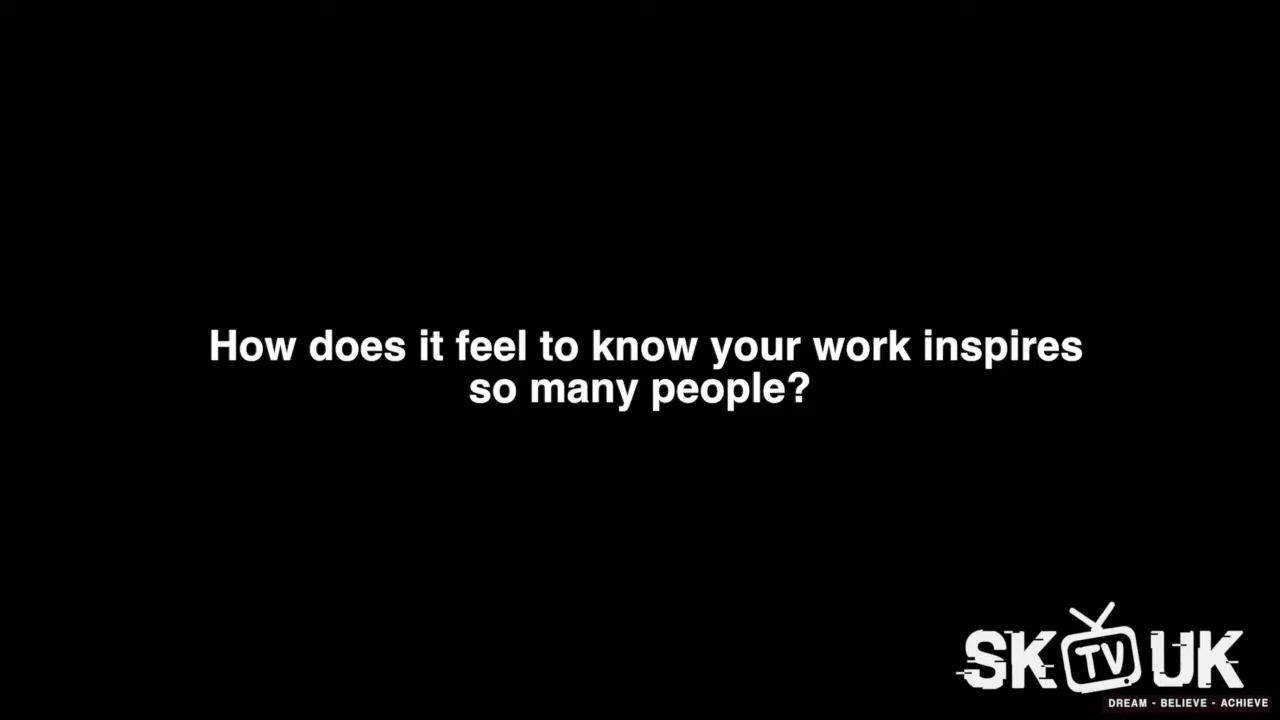 How does it feel to know your work inspires
so many people?
SK TV UK
DREAM - BELIEVE - ACHIEVE